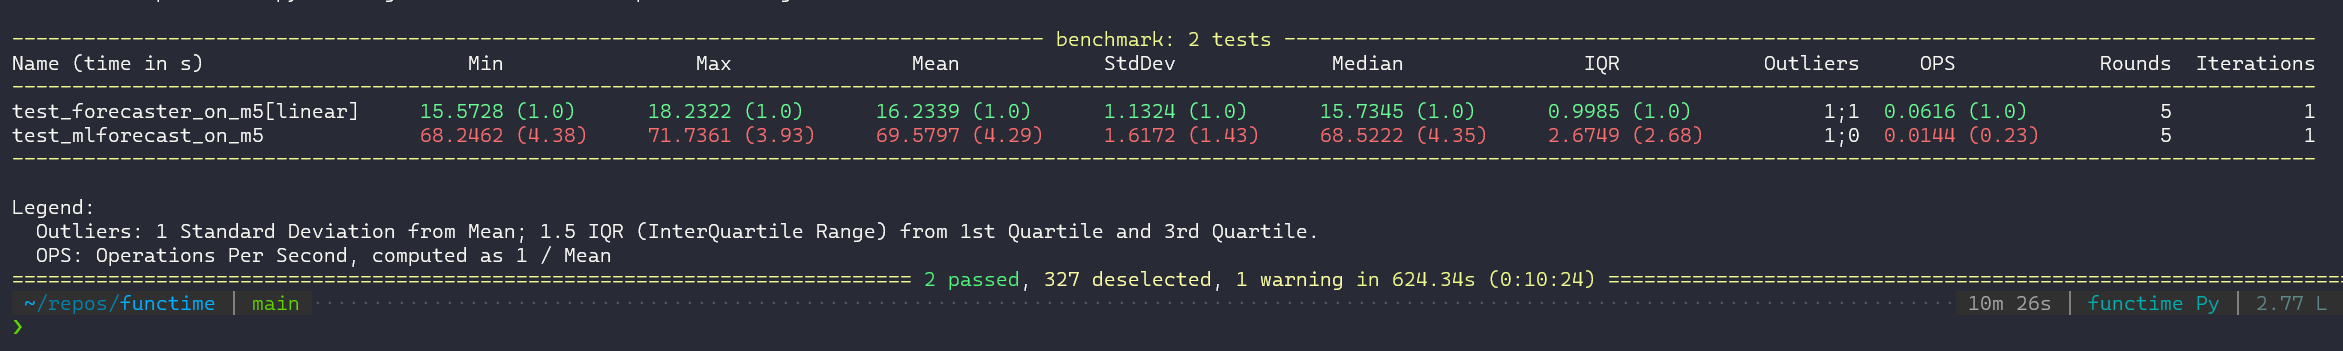 benchmark: 2 tests
Name (time in s) Min Max Mean StdDev Median IQR Outliers OPS Rounds Iterations
test_forecaster_on_m5[linear] 15.5728 (1.0) 18.2322 (1.0) 16.2339 (1.0) 1.1324 (1.0) 15.7345 (1.0) 0.9985 (1.0) 1;1 0.0616 (1.0) 5 1
test_mlforecast_on_m5 68.2462 (4.38) 71.7361 (3.93) 69.5797 (4.29) 1.6172 (1.43) 68.5222 (4.35) 2.6749 (2.68) 1;0 0.0144 (0.23) 5 1
Legend:
Outliers: 1 Standard Deviation from Mean; 1.5 IQR (InterQuartile Range) from 1st Quartile and 3rd Quartile.
OPS: Operations Per Second, computed as 1 / Mean
2 passed, 327 deselected, 1 warning in 624.34s (0:10:24)
~/repos/functime | main 10m 26s | functime Py | 2.77 L
❯